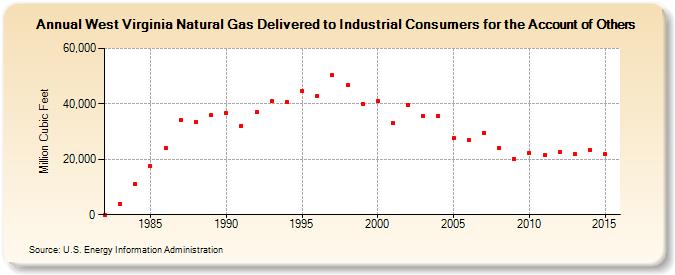 Annual West Virginia Natural Gas Delivered to Industrial Consumers for the Account of Others
Million Cubic Feet
60,000
40,000
20,000
0
1985 1990 1995 2000 2005 2010 2015
Source: U.S. Energy Information Administration